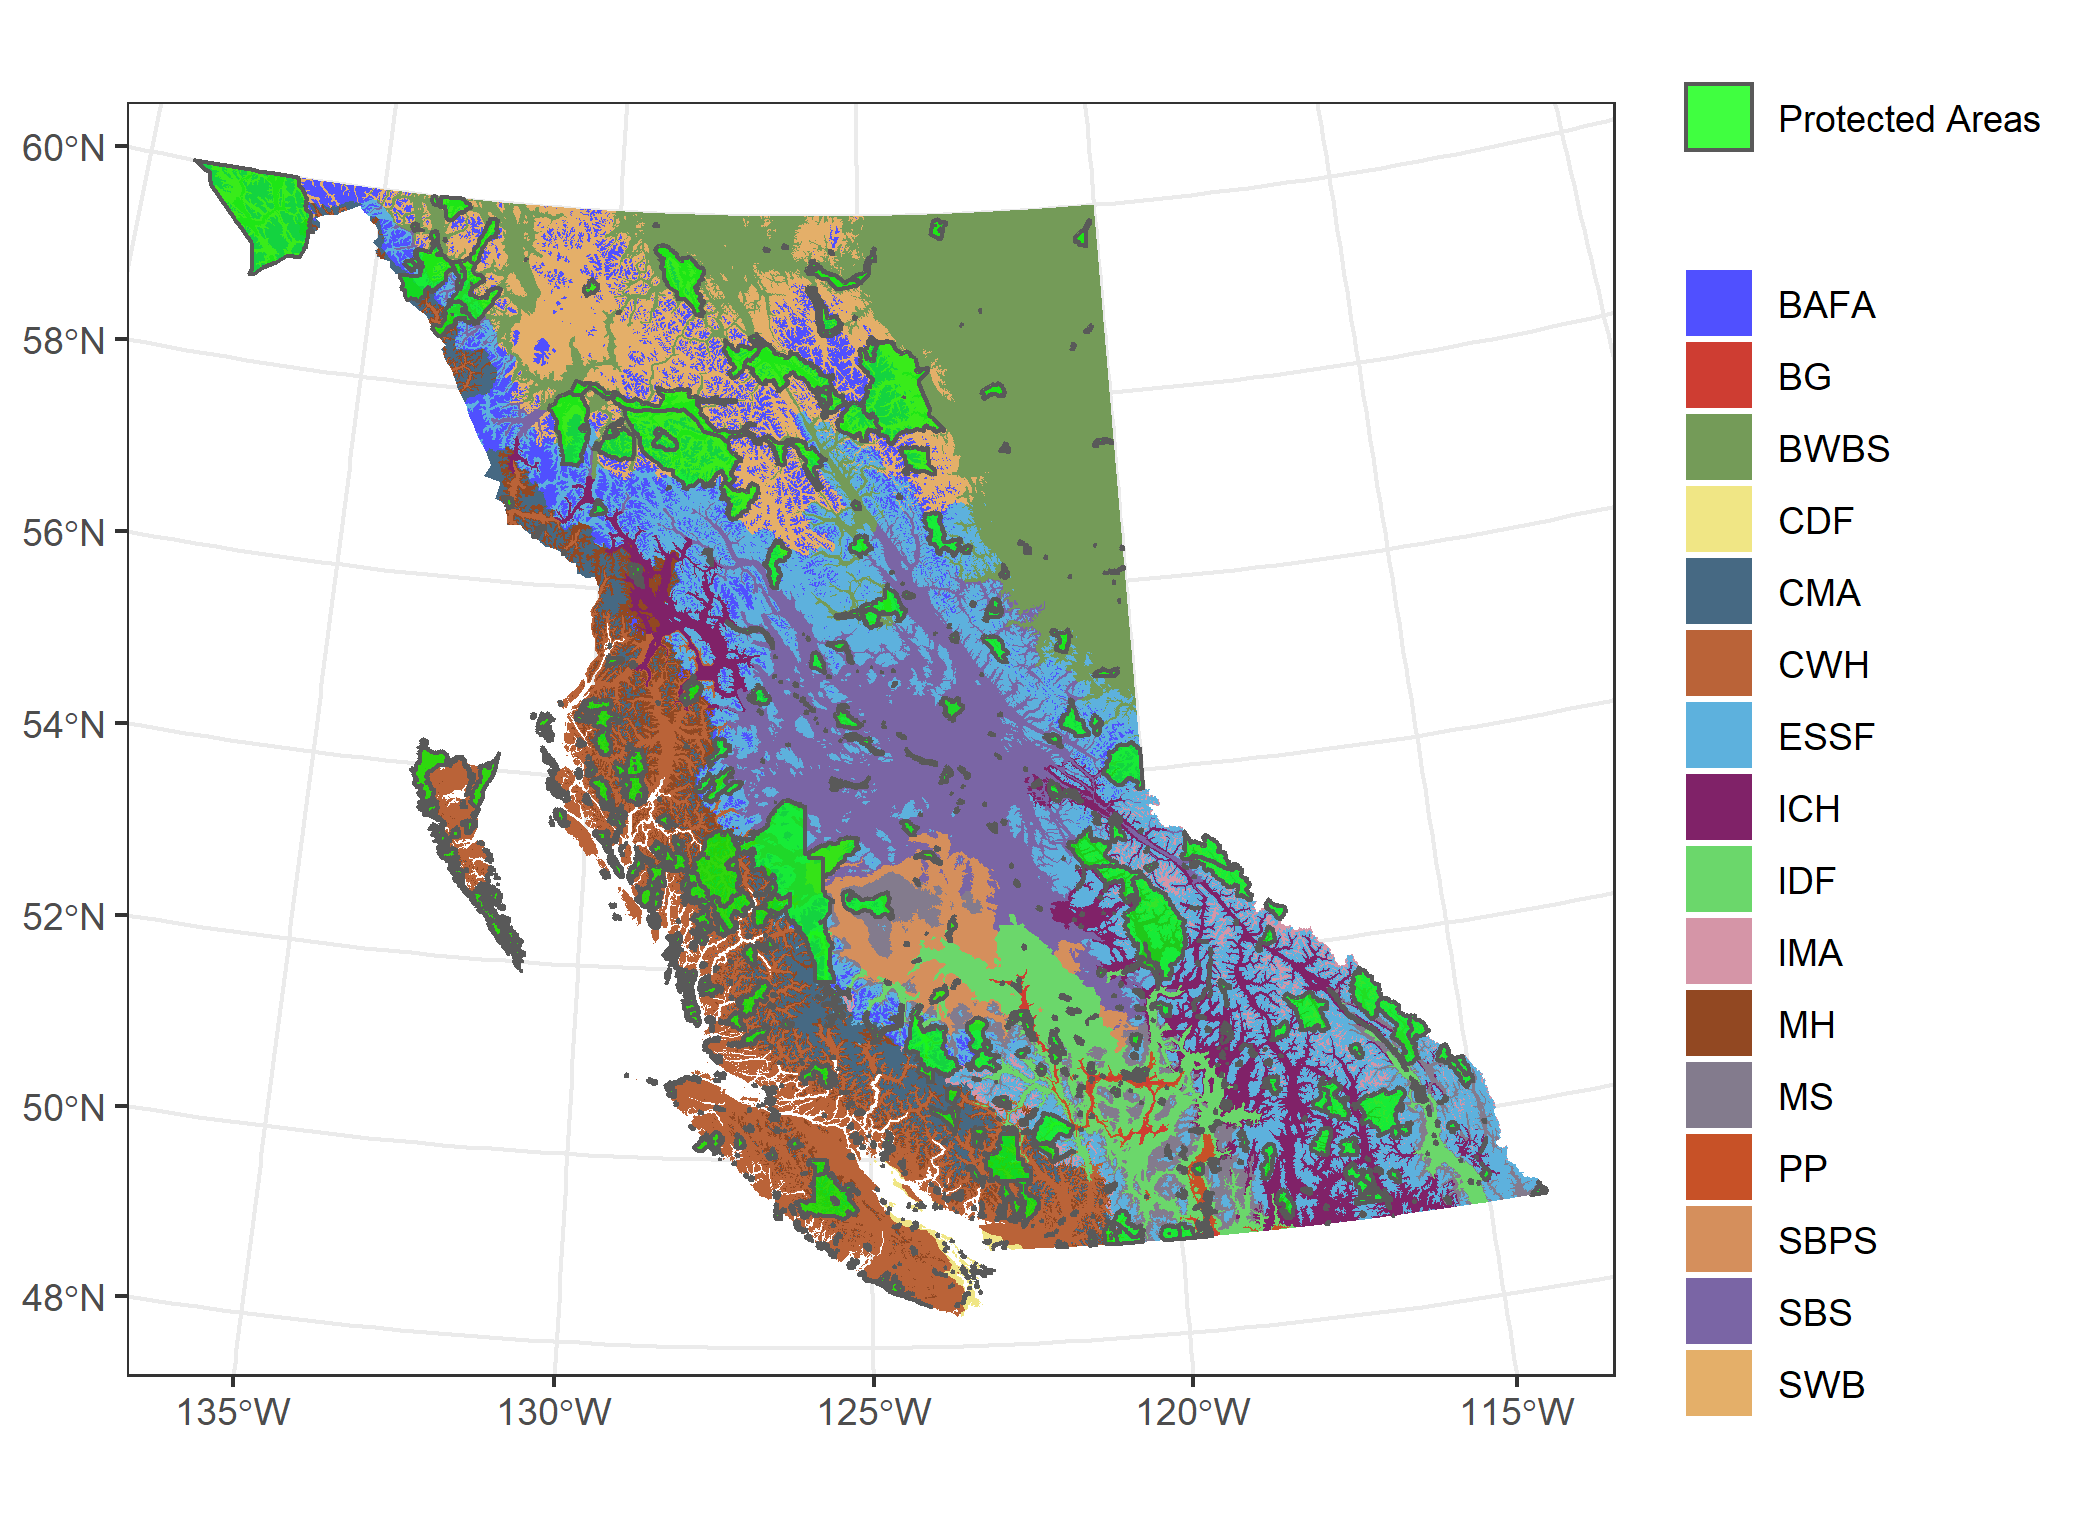 60°N
58°N
56°N
54°N
52°N
50°N
48°N
135°W
130°W
125°W
120°W
115°W
Protected Areas
BAFA
BG
BWBS
CDF
CMA
CWH
ESSF
ICH
IDF
IMA
MH
MS
PP
SBPS
SBS
SWB